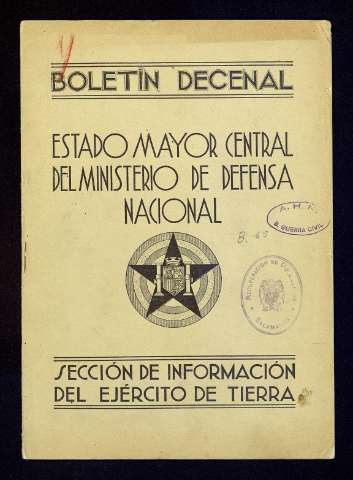 BOLETÍN DECENAL
ESTADO MAYOR CENTRAL
DEL MINISTERIO DE DEFENSA
NACIONAL
A. H. N.
S. GUERRA CIVIL
SALAMANCA
SECCIÓN DE INFORMACIÓN
DEL EJÉRCITO DE TIERRA